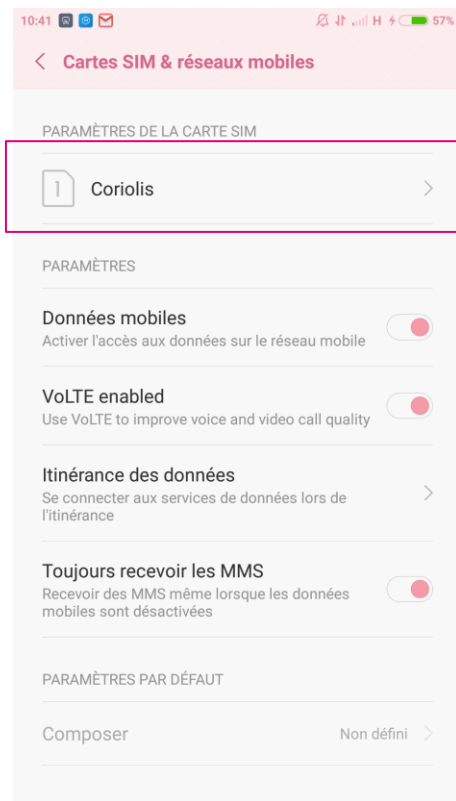 10:41 H 57%
Cartes SIM & réseaux mobiles
PARAMÈTRES DE LA CARTE SIM
1 Coriolis
PARAMÈTRES
Données mobiles
Activer l'accès aux données sur le réseau mobile
VoLTE enabled
Use VoLTE to improve voice and video call quality
Itinérance des données
Se connecter aux services de données lors de
l'itinérance
Toujours recevoir les MMS
Recevoir des MMS même lorsque les données
mobiles sont désactivées
PARAMÈTRES PAR DÉFAUT
Composer Non défini